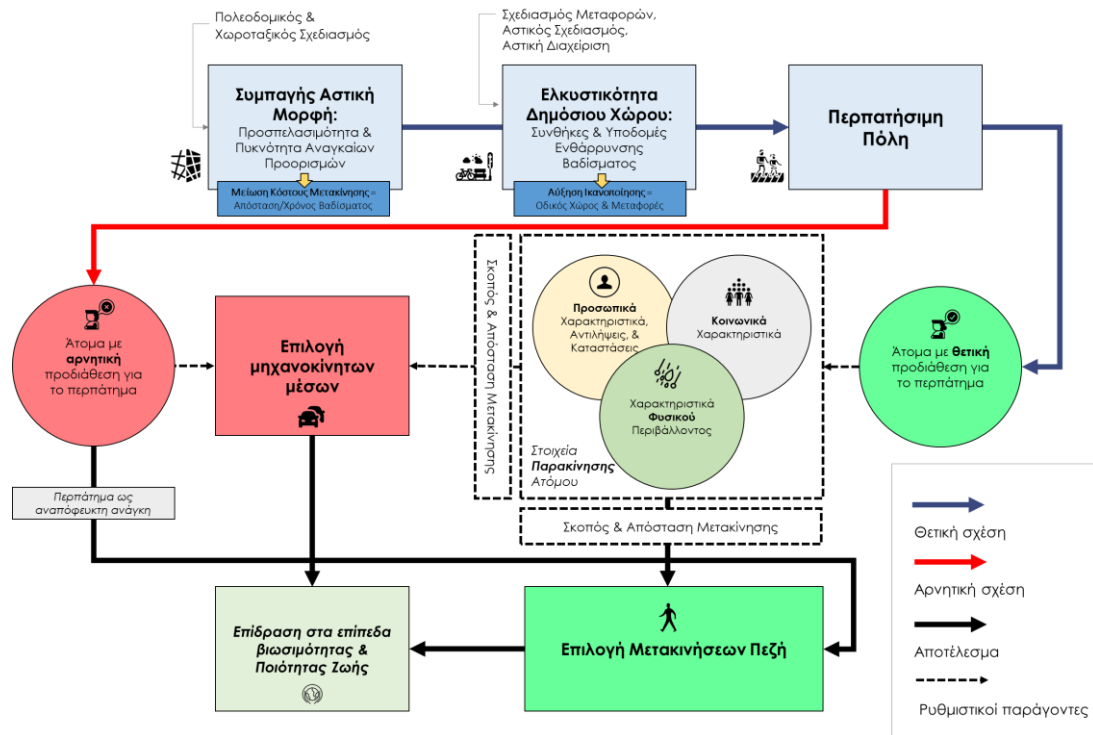 Πολεοδομικός &
Χωροταξικός Σχεδιασμός
Σχεδιασμός Μεταφορών,
Αστικός Σχεδιασμός,
Αστική Διαχείριση
Συμπαγής Αστική
Μορφή:
Προσπελασιμότητα &
Πυκνότητα Αναγκαίων
Προορισμών
Μείωση Κόστους Μετακίνησης =
Απόσταση/Χρόνος Βαδίσματος
Ελκυστικότητα
Δημόσιου Χώρου:
Συνθήκες & Υποδομές
Ενθάρρυνσης
Βαδίσματος
Αύξηση Ικανοποίησης =
Οδικός Χώρος & Μεταφορές
Περπατήσιμη
Πόλη
Άτομα με
αρνητική
προδιάθεση για
το περπάτημα
Επιλογή
μηχανοκίνητων
μέσων
Σκοπός & Απόσταση Μετακίνησης
Προσωπικά
Χαρακτηριστικά,
Αντιλήψεις, &
Καταστάσεις
Κοινωνικά
Χαρακτηριστικά
Χαρακτηριστικά
Φυσικού
Περιβάλλοντος
Στοιχεία
Παρακίνησης
Ατόμου
Άτομα με θετική
προδιάθεση για
το περπάτημα
Περπάτημα ως
αναπόφευκτη ανάγκη
Σκοπός & Απόσταση Μετακίνησης
Επίδραση στα επίπεδα
βιωσιμότητας &
Ποιότητας Ζωής
Επιλογή Μετακινήσεων Πεζή
Θετική σχέση
Αρνητική σχέση
Αποτέλεσμα
Ρυθμιστικοί παράγοντες